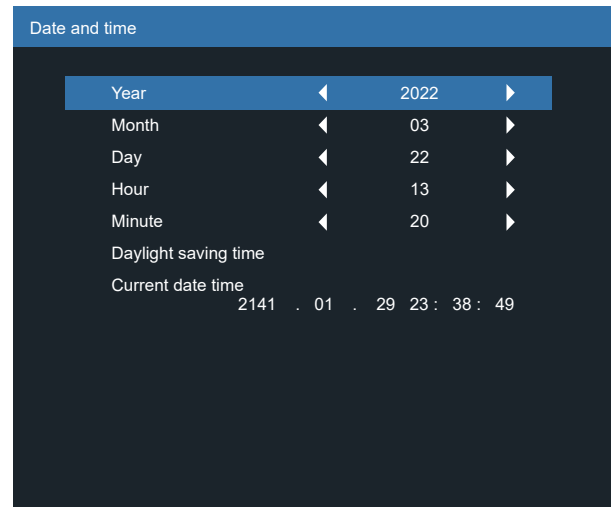 Date and time
Year 2022
Month 03
Day 22
Hour 13
Minute 20
Daylight saving time
Current date time
2141 . 01 . 29 23 : 38 : 49